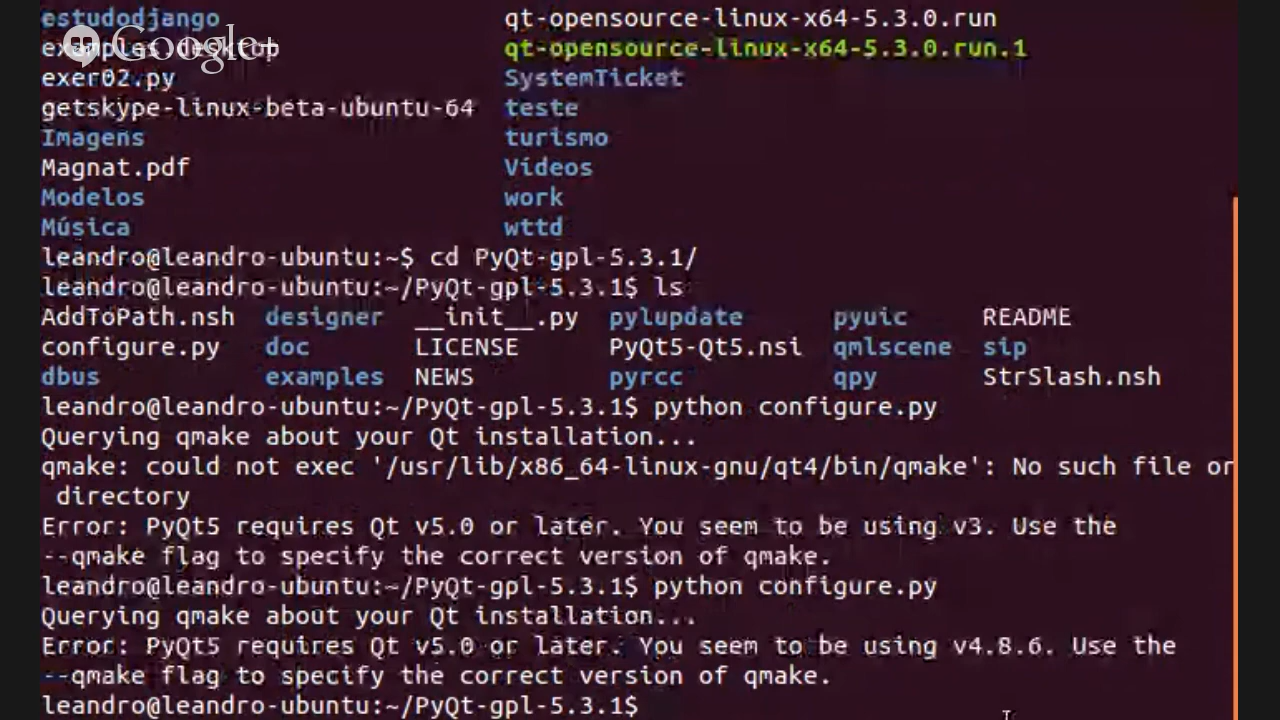 Google+
estudodjango qt-opensource-linux-x64-5.3.0.run
examples.desktop qt-opensource-linux-x64-5.3.0.run.1
exer02.py SystemTicket
getskype-linux-beta-ubuntu-64 teste
Imagens turismo
Magnat.pdf Vídeos
Modelos work
Música wttd
leandro@leandro-ubuntu:~$ cd PyQt-gpl-5.3.1/
leandro@leandro-ubuntu:~/PyQt-gpl-5.3.1$ ls
AddToPath.nsh designer __init__.py pylupdate pyuic README
configure.py doc LICENSE PyQt5-Qt5.nsi qmlscene sip
dbus examples NEWS pyrcc qpy StrSlash.nsh
leandro@leandro-ubuntu:~/PyQt-gpl-5.3.1$ python configure.py
Querying qmake about your Qt installation...
qmake: could not exec '/usr/lib/x86_64-linux-gnu/qt4/bin/qmake': No such file or
directory
Error: PyQt5 requires Qt v5.0 or later. You seem to be using v3. Use the
--qmake flag to specify the correct version of qmake.
leandro@leandro-ubuntu:~/PyQt-gpl-5.3.1$ python configure.py
Querying qmake about your Qt installation...
Error: PyQt5 requires Qt v5.0 or later. You seem to be using v4.8.6. Use the
--qmake flag to specify the correct version of qmake.
leandro@leandro-ubuntu:~/PyQt-gpl-5.3.1$